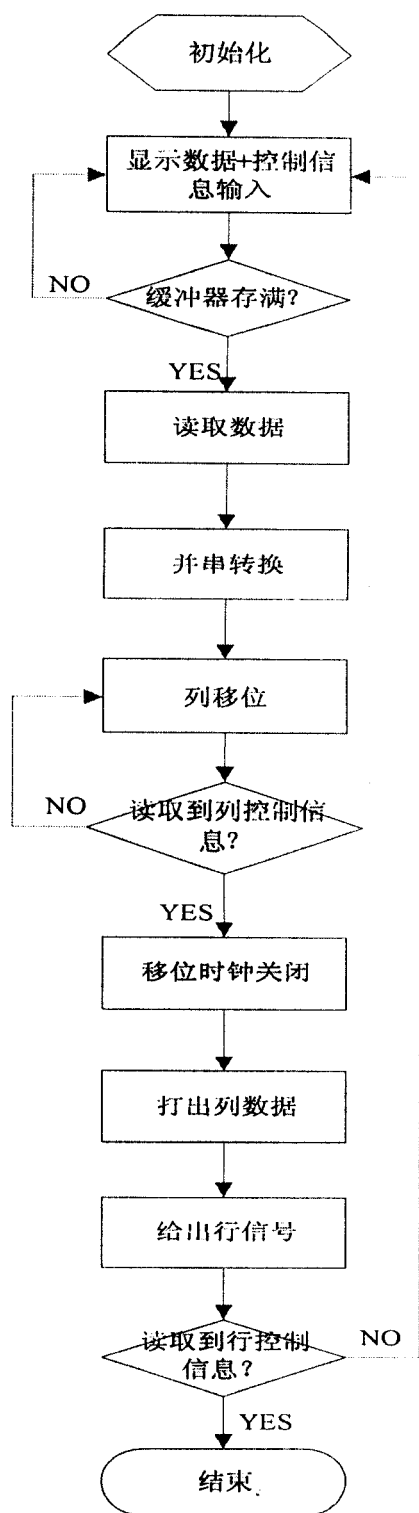 初始化
显示数据+控制信
息输入
NO
缓冲器存满?
YES
读取数据
并串转换
列移位
NO
读取到列控制信
息?
YES
移位时钟关闭
打出列数据
给出行信号
读取到行控制
信息?
NO
YES
结束